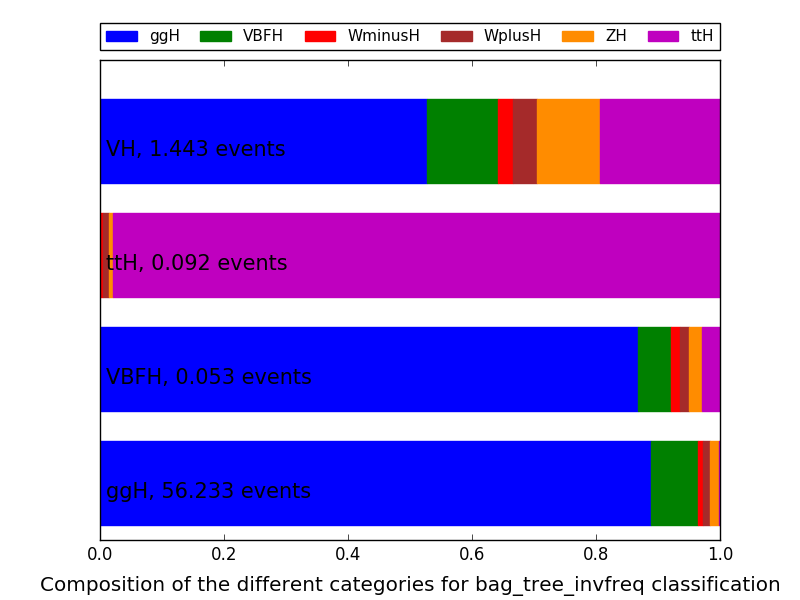 ggH VBFH WminusH WplusH ZH ttH
VH, 1.443 events
ttH, 0.092 events
VBFH, 0.053 events
ggH, 56.233 events
0.0 0.2 0.4 0.6 0.8 1.0
Composition of the different categories for bag_tree_invfreq classification